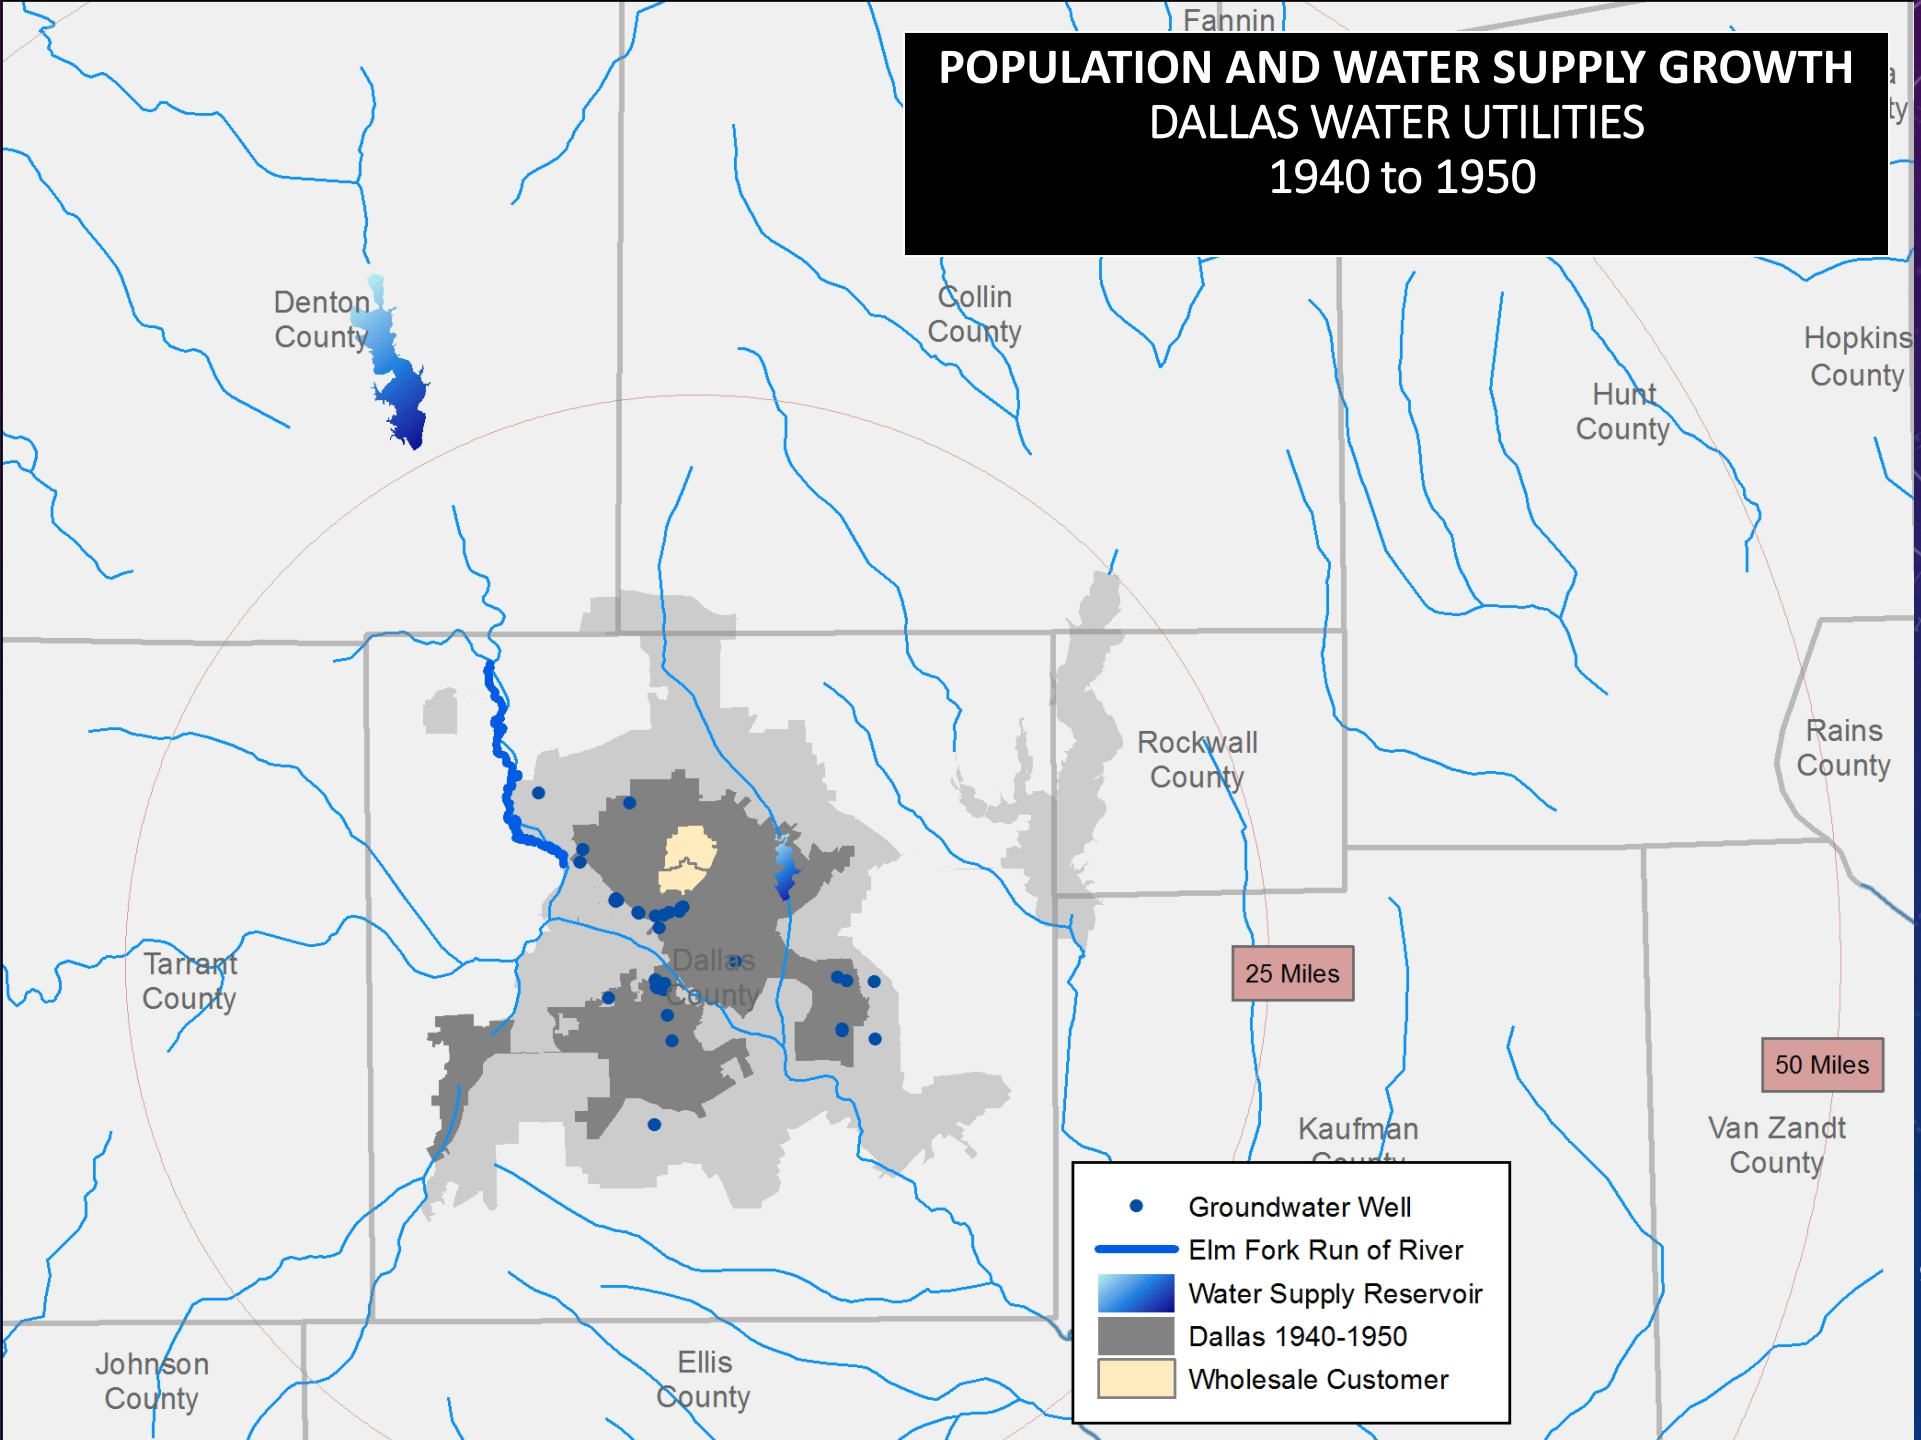 Fannin
POPULATION AND WATER SUPPLY GROWTH
DALLAS WATER UTILITIES
1940 to 1950
a
ty
Denton
County
Collin
County
Hopkins
County
Hunt
County
Rockwall
County
Rains
County
Tarrant
County
Dallas
County
25 Miles
50 Miles
Kaufman
County
Van Zandt
County
Groundwater Well
Elm Fork Run of River
Water Supply Reservoir
Dallas 1940-1950
Wholesale Customer
Johnson
County
Ellis
County